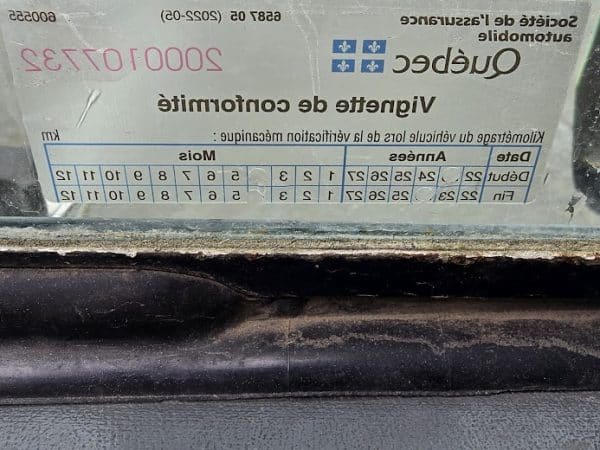 Société de l'assurance
automobile
6587 05 (2022-05)
600555
Québec
2000107732
Vignette de conformité
Kilométrage du véhicule lors de la vérification mécanique : km
Date Années Mois
Début 22 24 25 26 27 1 2 3 5 6 7 8 9 10 11 12
Fin 22 23 25 26 27 1 2 3 5 6 7 8 9 10 11 12